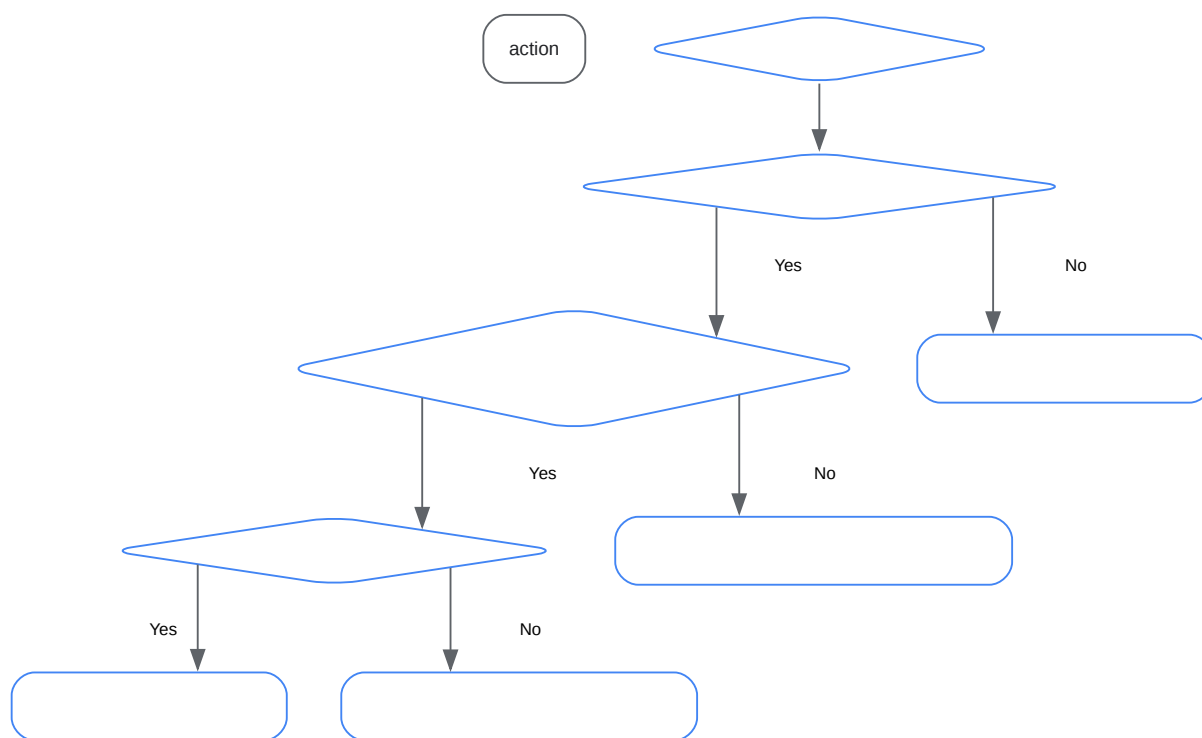 action
Yes
No
Yes
No
Yes
No